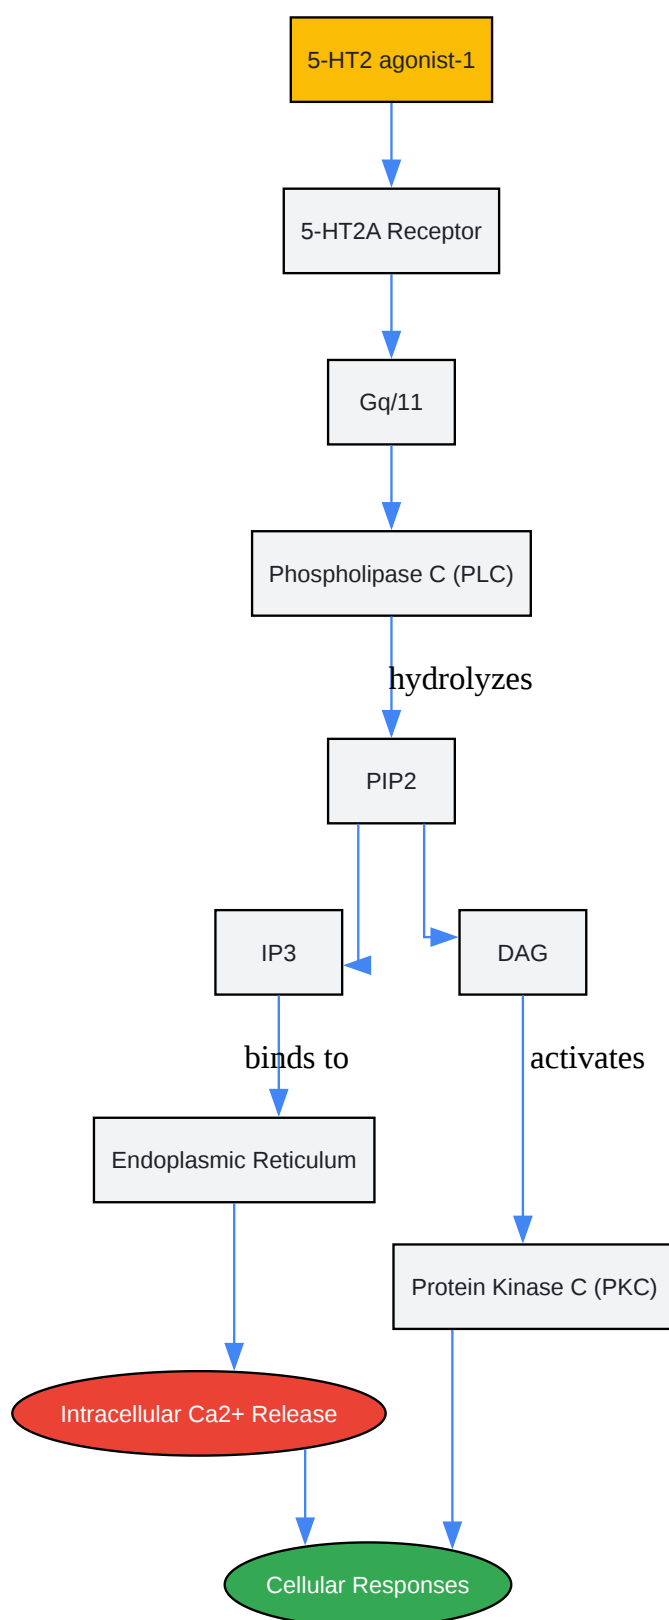 5-HT2 agonist-1
5-HT2A Receptor
Gq/11
Phospholipase C (PLC)
hydrolyzes
PIP2
IP3
DAG
binds to
activates
Endoplasmic Reticulum
Protein Kinase C (PKC)
Intracellular Ca2+ Release
Cellular Responses